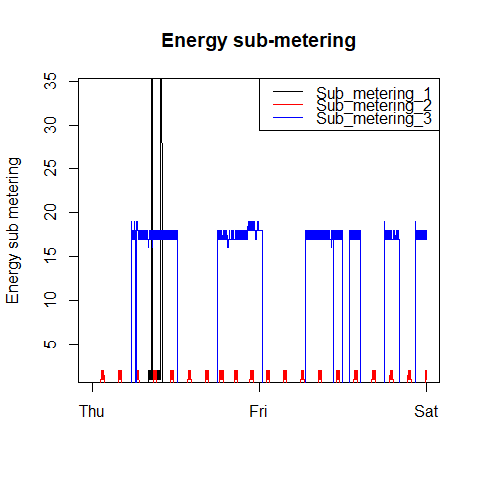 Energy sub-metering
Sub_metering_1
Sub_metering_2
Sub_metering_3
Energy sub metering
35
30
25
20
15
10
5
Thu Fri Sat